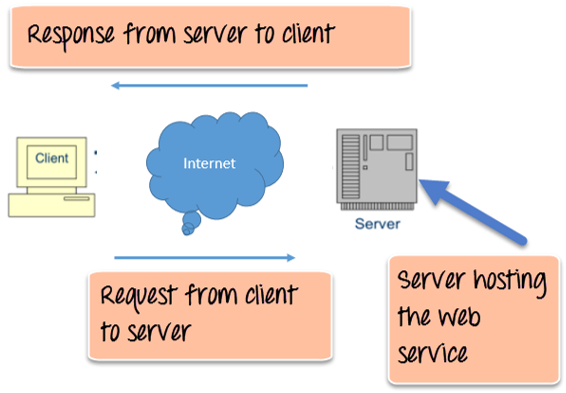 Response from server to client
Client
Internet
Server
Request from client
to server
Server hosting
the web
service